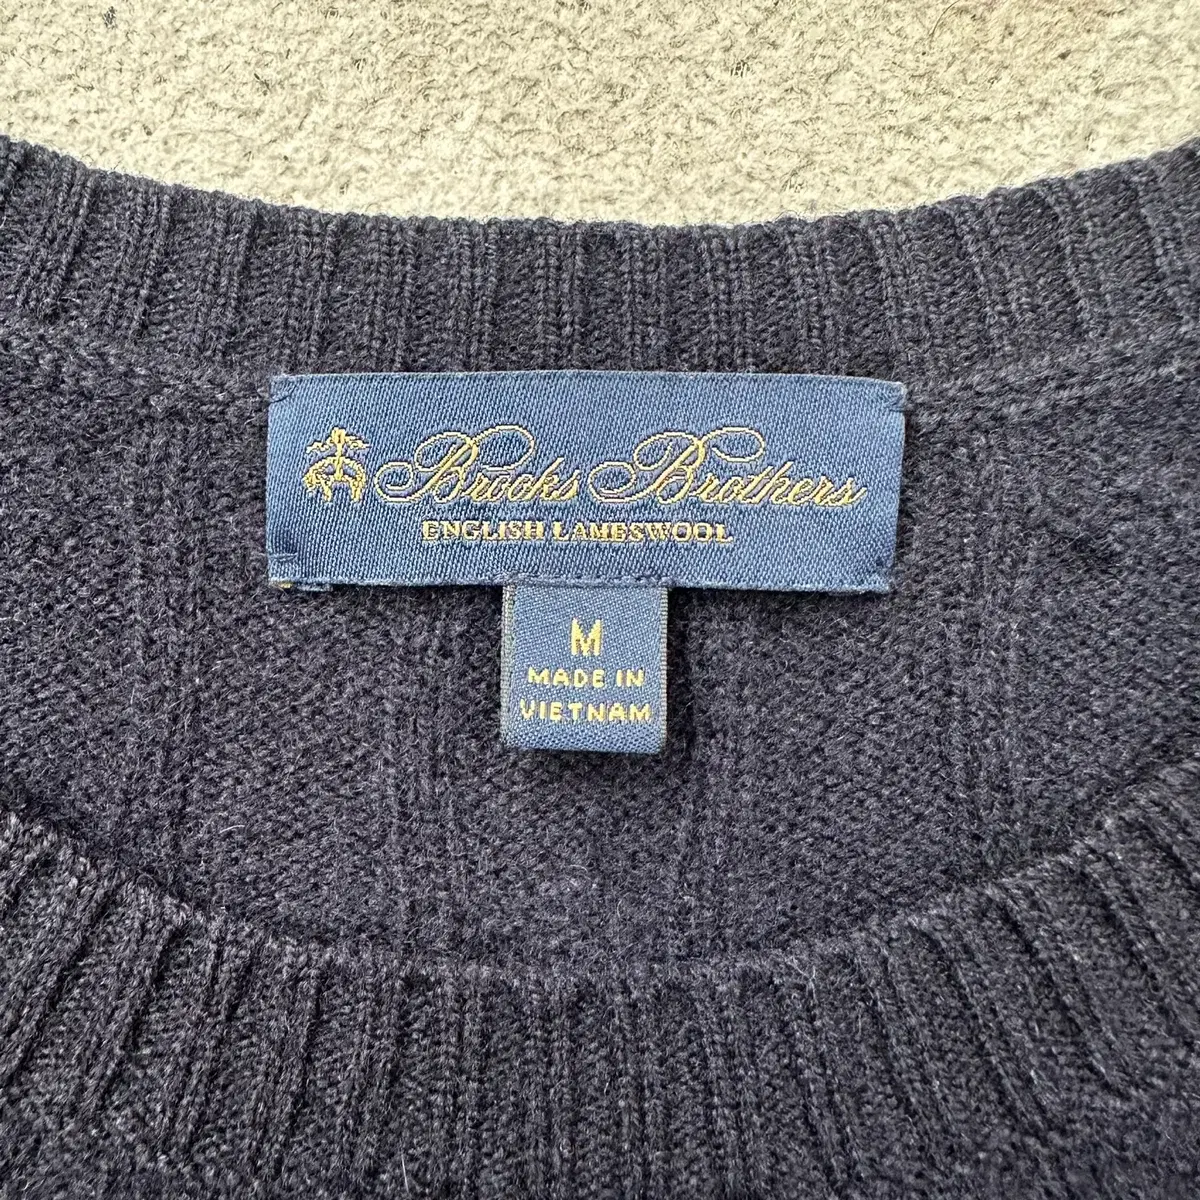 Brooks Brothers
ENGLISH LAMBSWOOL
M
MADE IN
VIETNAM